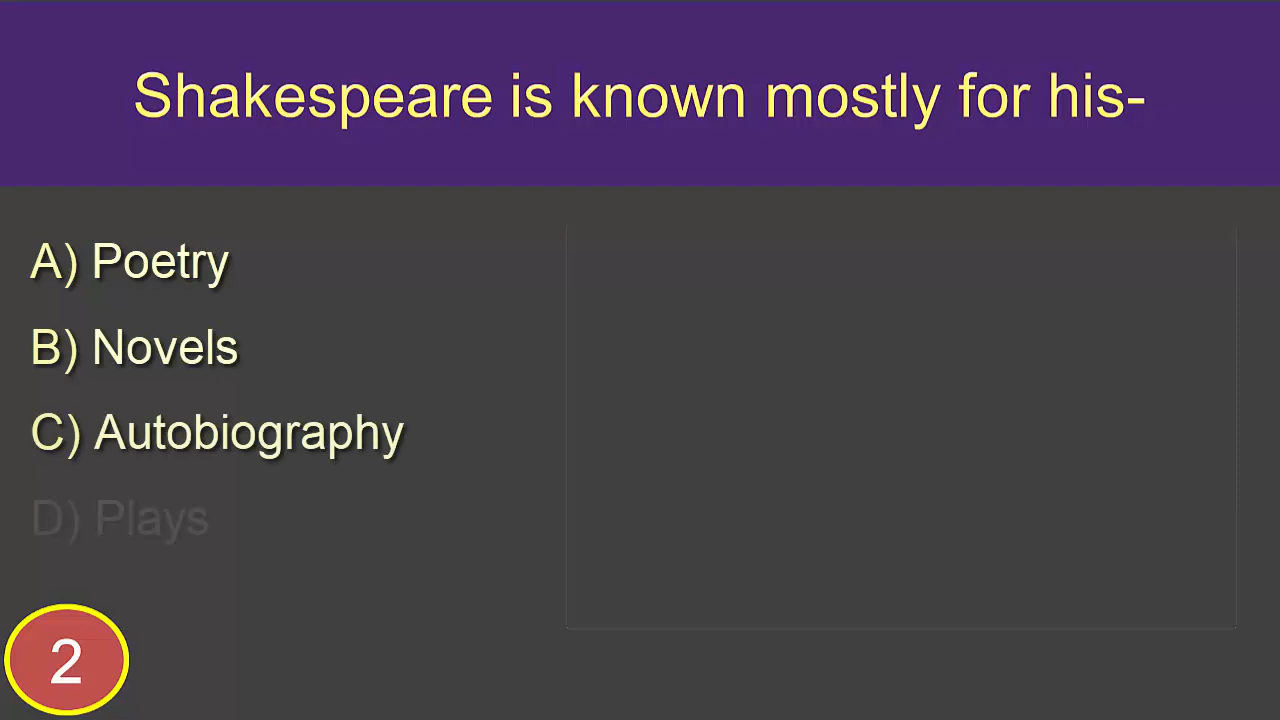 Shakespeare is known mostly for his-
A) Poetry
B) Novels
C) Autobiography
D) Plays
2